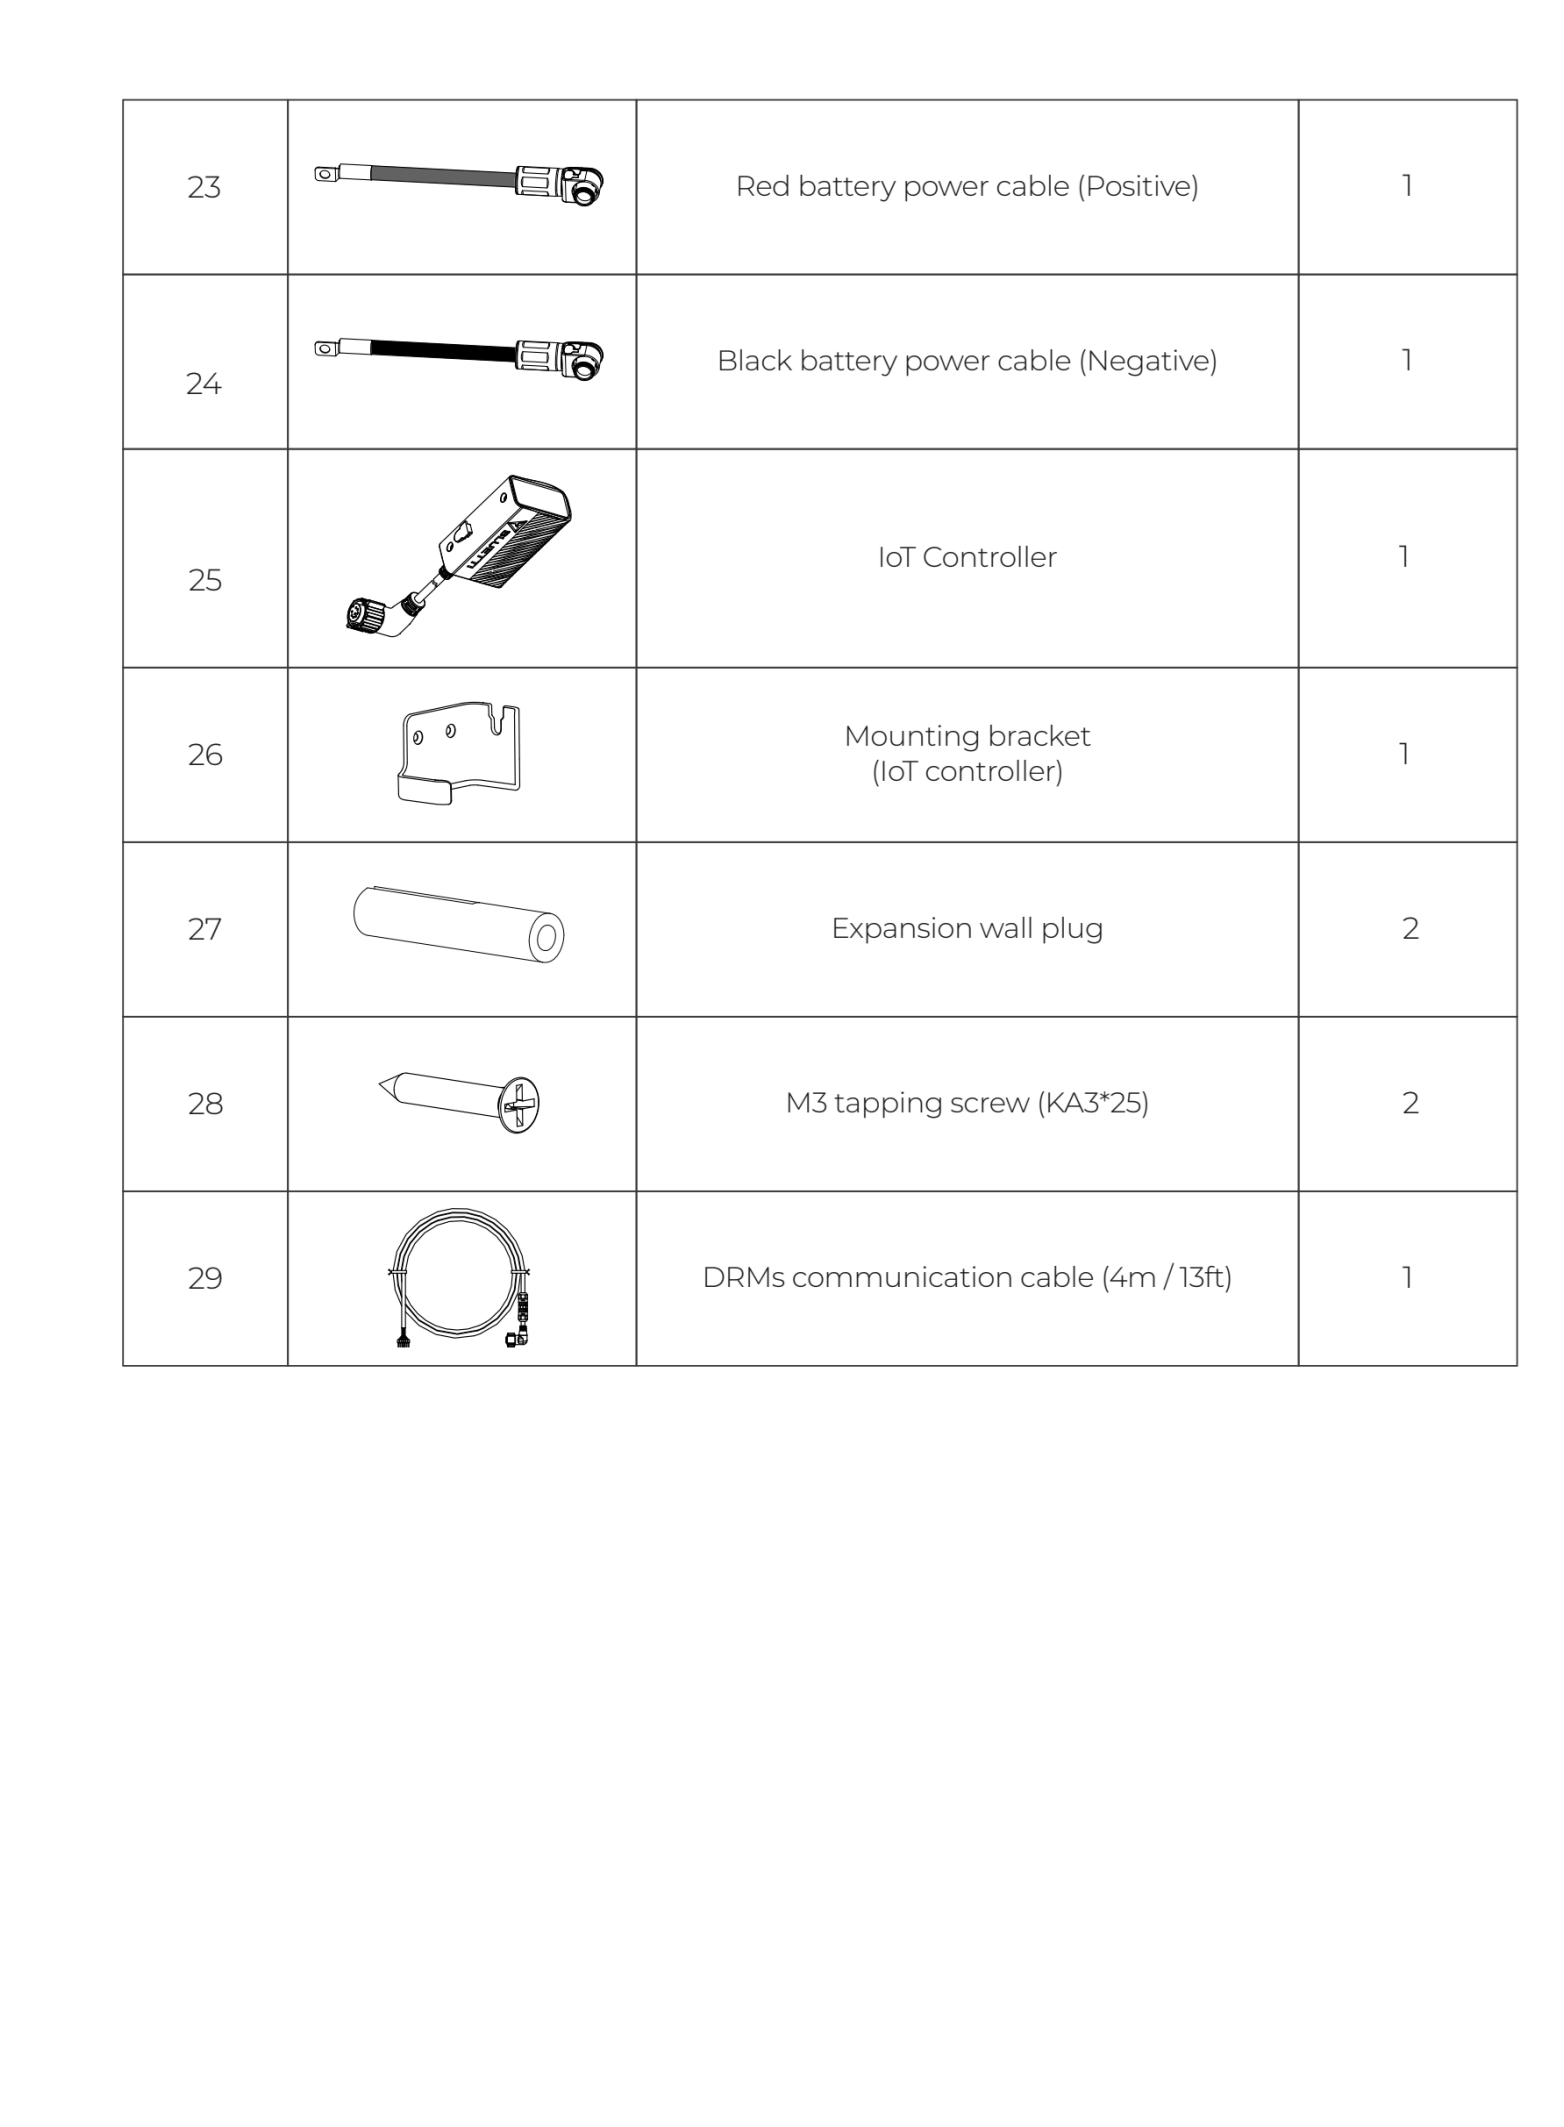 23
Red battery power cable (Positive)
1
24
Black battery power cable (Negative)
1
25
BLUETTI
IoT Controller
1
26
Mounting bracket
(IoT controller)
1
27
Expansion wall plug
2
28
M3 tapping screw (KA3*25)
2
29
DRMs communication cable (4m / 13ft)
1